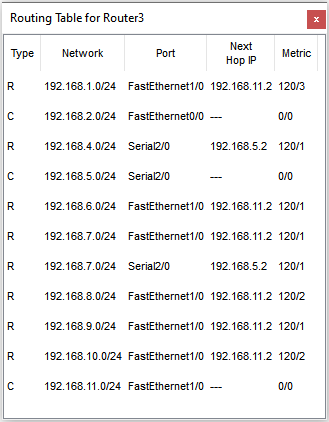 Routing Table for Router3
x
Type Network Port Next Hop IP Metric
R 192.168.1.0/24 FastEthernet1/0 192.168.11.2 120/3
C 192.168.2.0/24 FastEthernet0/0 --- 0/0
R 192.168.4.0/24 Serial2/0 192.168.5.2 120/1
C 192.168.5.0/24 Serial2/0 --- 0/0
R 192.168.6.0/24 FastEthernet1/0 192.168.11.2 120/1
R 192.168.7.0/24 FastEthernet1/0 192.168.11.2 120/1
R 192.168.7.0/24 Serial2/0 192.168.5.2 120/1
R 192.168.8.0/24 FastEthernet1/0 192.168.11.2 120/2
R 192.168.9.0/24 FastEthernet1/0 192.168.11.2 120/1
R 192.168.10.0/24 FastEthernet1/0 192.168.11.2 120/2
C 192.168.11.0/24 FastEthernet1/0 --- 0/0